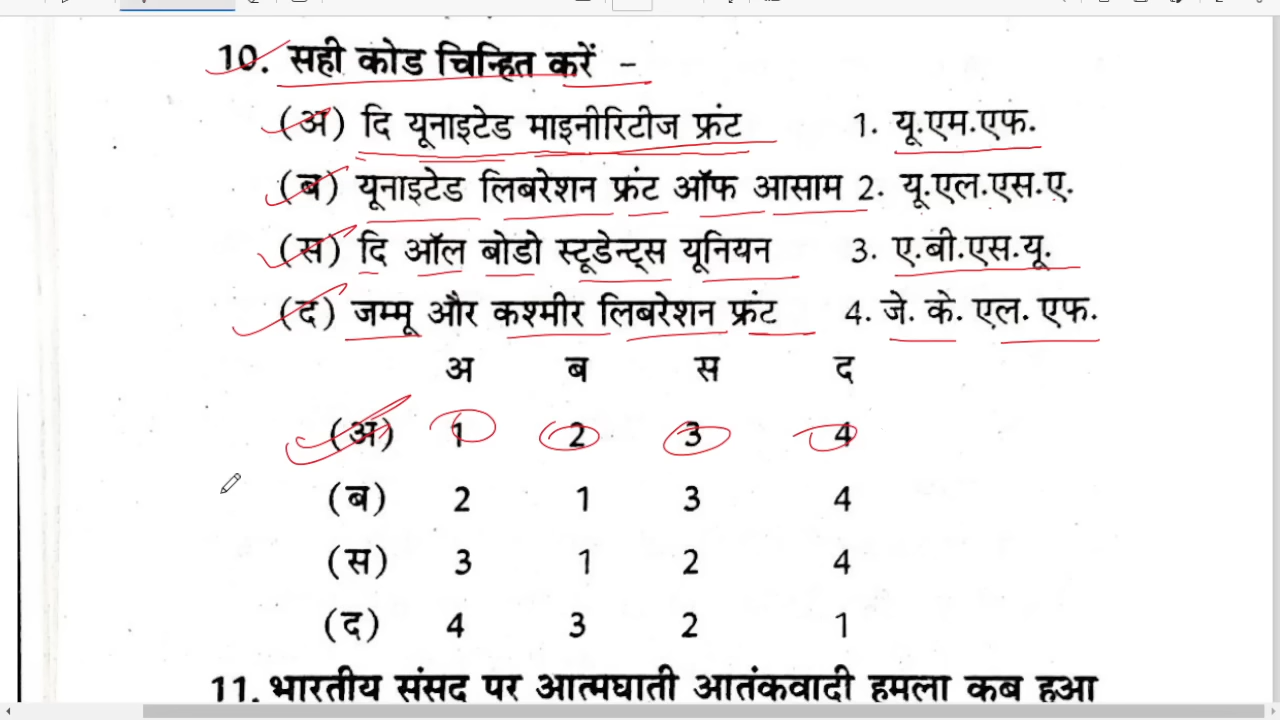 10. सही कोड चिन्हित करें –
(अ) दि यूनाइटेड माइनीरिटीज फ्रंट 1. यू.एम.एफ.
(ब) यूनाइटेड लिबरेशन फ्रंट ऑफ आसाम 2. यू.एल.एस.ए.
(स) दि ऑल बोडो स्टूडेन्ट्स यूनियन 3. ए.बी.एस.यू.
(द) जम्मू और कश्मीर लिबरेशन फ्रंट 4. जे. के. एल. एफ.
अ ब स द
(अ) 1 2 3 4
(ब) 2 1 3 4
(स) 3 1 2 4
(द) 4 3 2 1
11. भारतीय संसद पर आत्मघाती आतंकवादी हमला कब हुआ